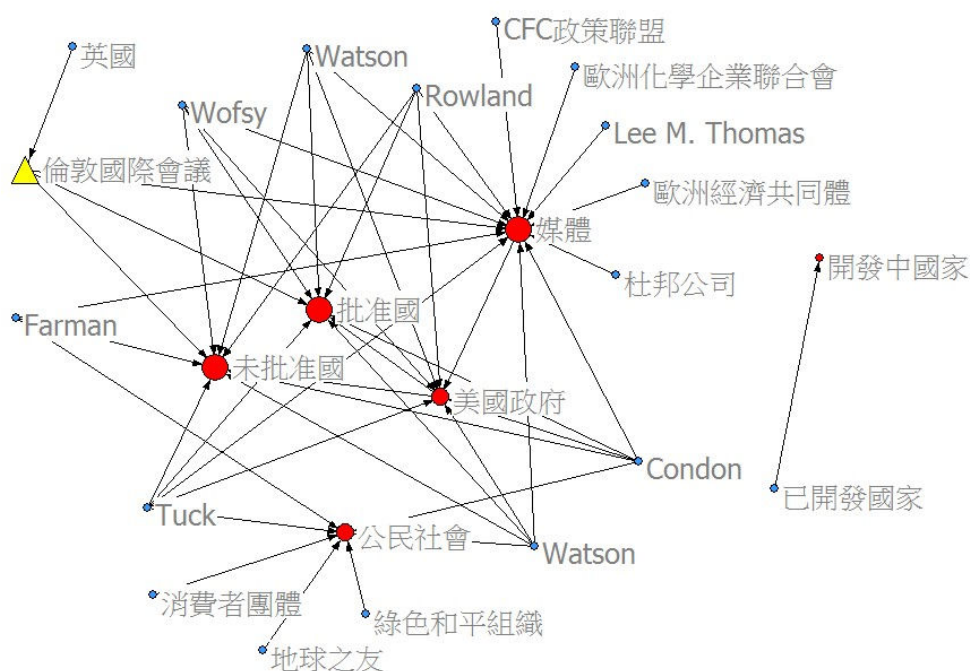 CFC政策聯盟
英國
Watson
歐洲化學企業聯合會
Rowland
Wofsy
Lee M. Thomas
倫敦國際會議
歐洲經濟共同體
媒體
開發中國家
杜邦公司
批准國
Farman
未批准國
美國政府
Condon
已開發國家
Tuck
公民社會
Watson
消費者團體
綠色和平組織
地球之友